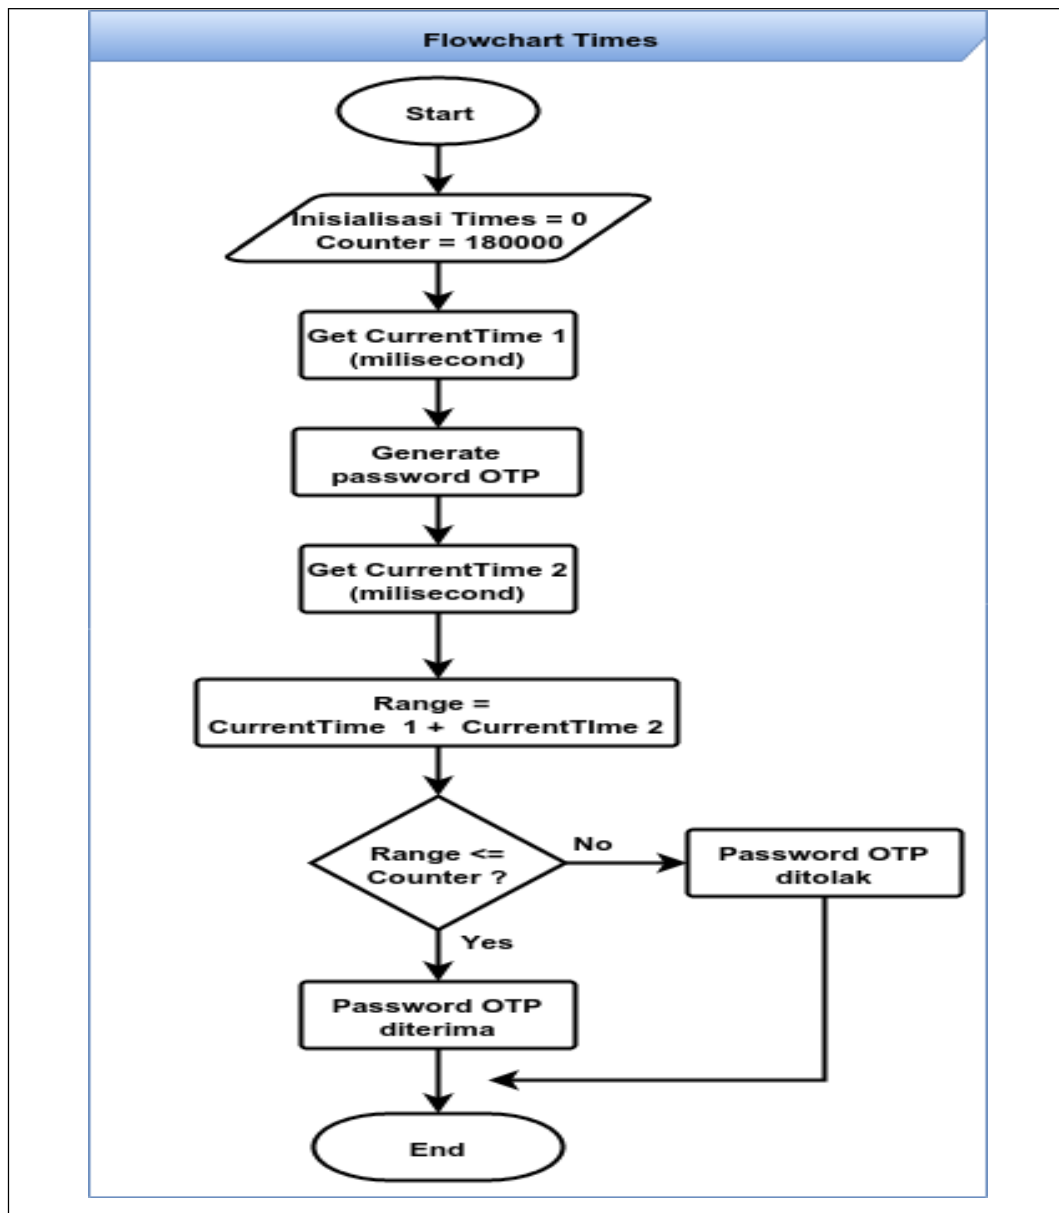 Flowchart Times
Start
Inisialisasi Times = 0
Counter = 180000
Get CurrentTime 1
(milisecond)
Generate
password OTP
Get CurrentTime 2
(milisecond)
Range =
CurrentTime 1 + CurrentTIme 2
Range <=
Counter ?
No
Password OTP
ditolak
Yes
Password OTP
diterima
End